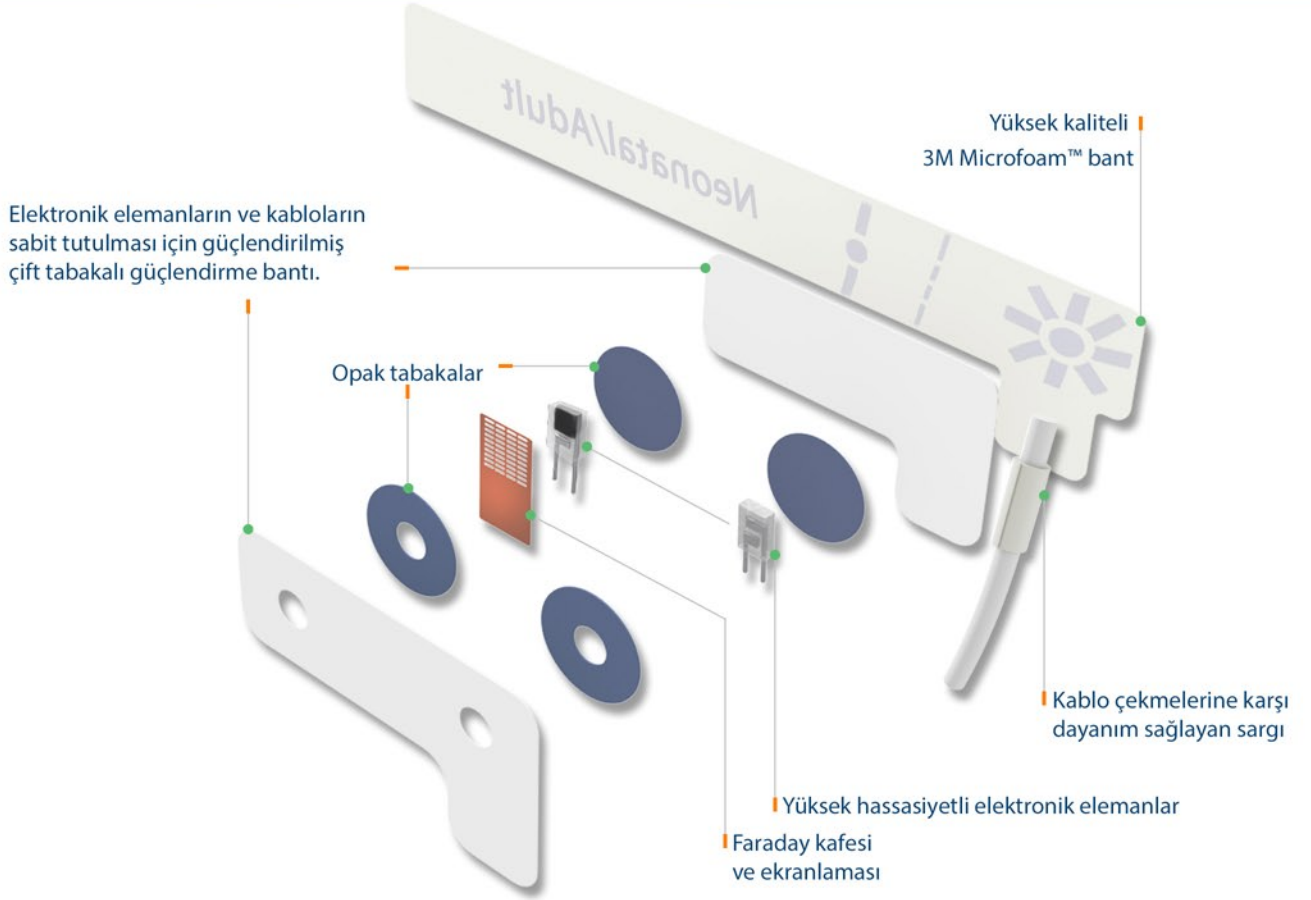 Neonatal/Adult
Yüksek kaliteli
3M Microfoam™ bant
Elektronik elemanların ve kabloların
sabit tutulması için güçlendirilmiş
çift tabakalı güçlendirme bantı.
Opak tabakalar
Kablo çekmelerine karşı
dayanım sağlayan sargı
Yüksek hassasiyetli elektronik elemanlar
Faraday kafesi
ve ekranlaması